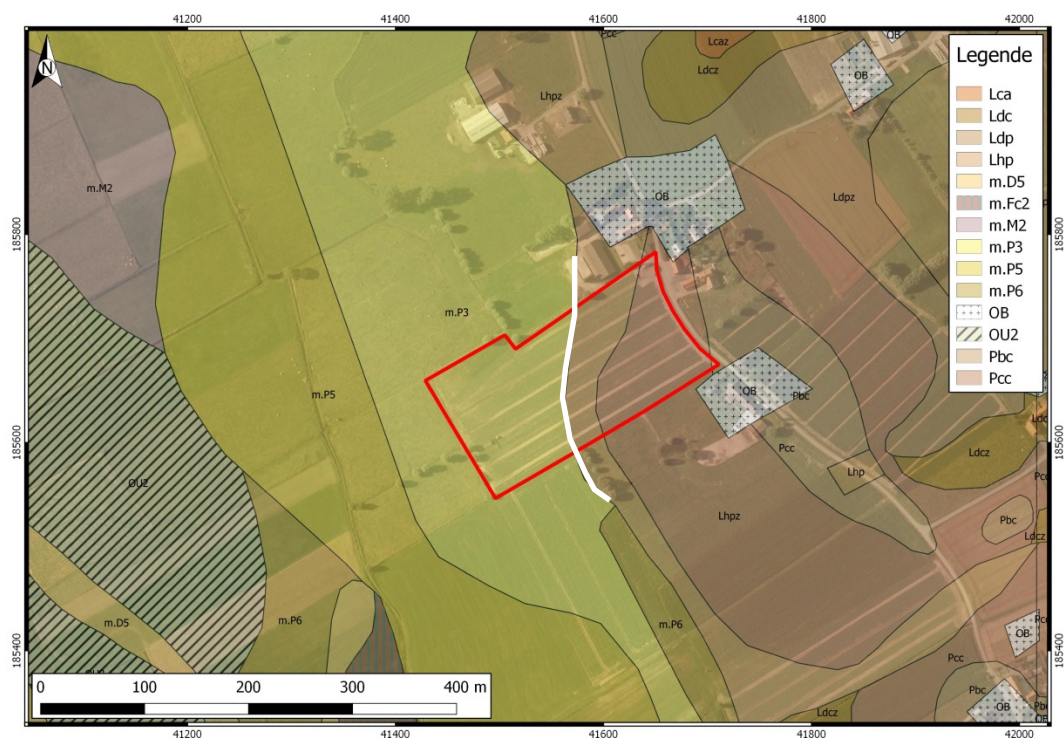 41200 41400 41600 41800 42000
N
Pcc
Lcaz
OB
Ldcz
OB
Lhpz
m.M2
OB
Ldpz
185800
185800
m.P3
m.P5
OB
Pbc
185600
185600
Pcc
Lhp
Ldcz
OU2
Lhpz
Pbc
m.D5
m.P6
m.P6
OB
185400
185400
Pcc
Pbc
Ldcz
OB
Legende
Lca
Ldc
Ldp
Lhp
m.D5
m.Fc2
m.M2
m.P3
m.P5
m.P6
OB
OU2
Pbc
Pcc
0 100 200 300 400 m
41200 41400 41600 41800 42000